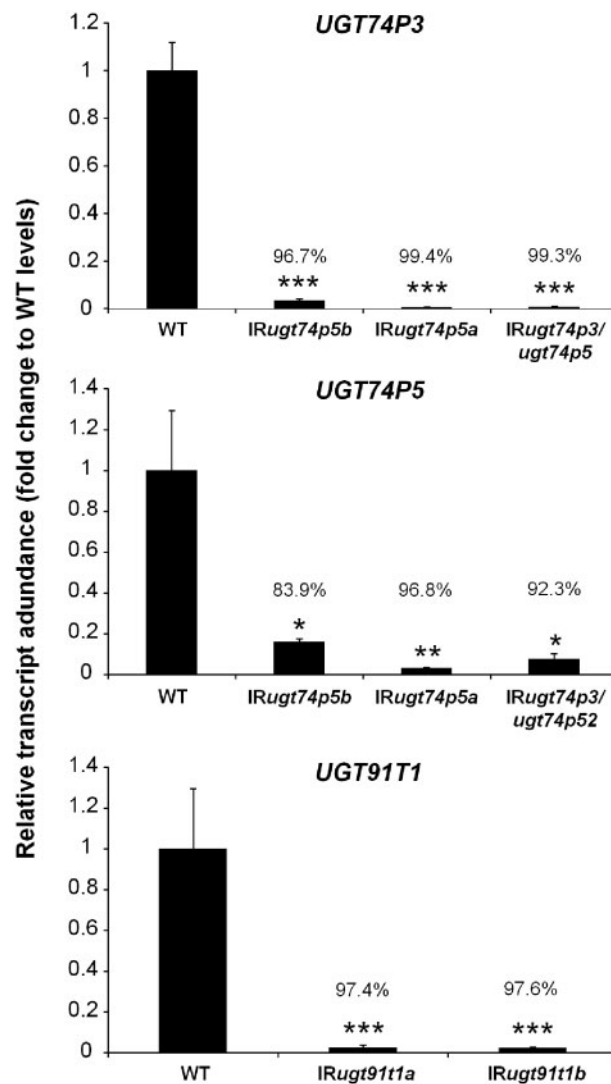 Relative transcript adundance (fold change to WT levels)
UGT74P3
1.2
1
0.8
0.6
0.4
0.2
0
96.7% 99.4% 99.3%
*** *** ***
WT IRugt74p5b IRugt74p5a IRugt74p3/
ugt74p5
UGT74P5
1.4
1.2
1
0.8
0.6
0.4
0.2
0
83.9% 96.8% 92.3%
* ** *
WT IRugt74p5b IRugt74p5a IRugt74p3/
ugt74p52
UGT91T1
1.4
1.2
1
0.8
0.6
0.4
0.2
0
97.4% 97.6%
*** ***
WT IRugt91t1a IRugt91t1b